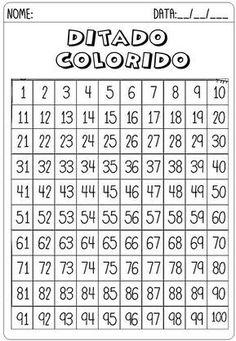 NOME: DATA:__/__/___
DITADO
COLORIDO
1 2 3 4 5 6 7 8 9 10
11 12 13 14 15 16 17 18 19 20
21 22 23 24 25 26 27 28 29 30
31 32 33 34 35 36 37 38 39 40
41 42 43 44 45 46 47 48 49 50
51 52 53 54 55 56 57 58 59 60
61 62 63 64 65 66 67 68 69 70
71 72 73 74 75 76 77 78 79 80
81 82 83 84 85 86 87 88 89 90
91 92 93 94 95 96 97 98 99 100